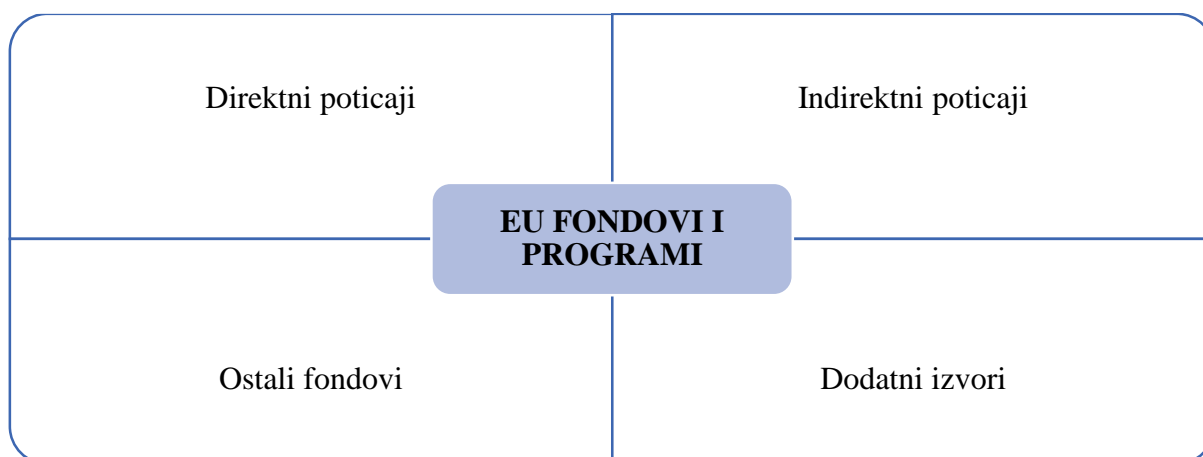 Direktni poticaji
Indirektni poticaji
EU FONDOVI I
PROGRAMI
Ostali fondovi
Dodatni izvori